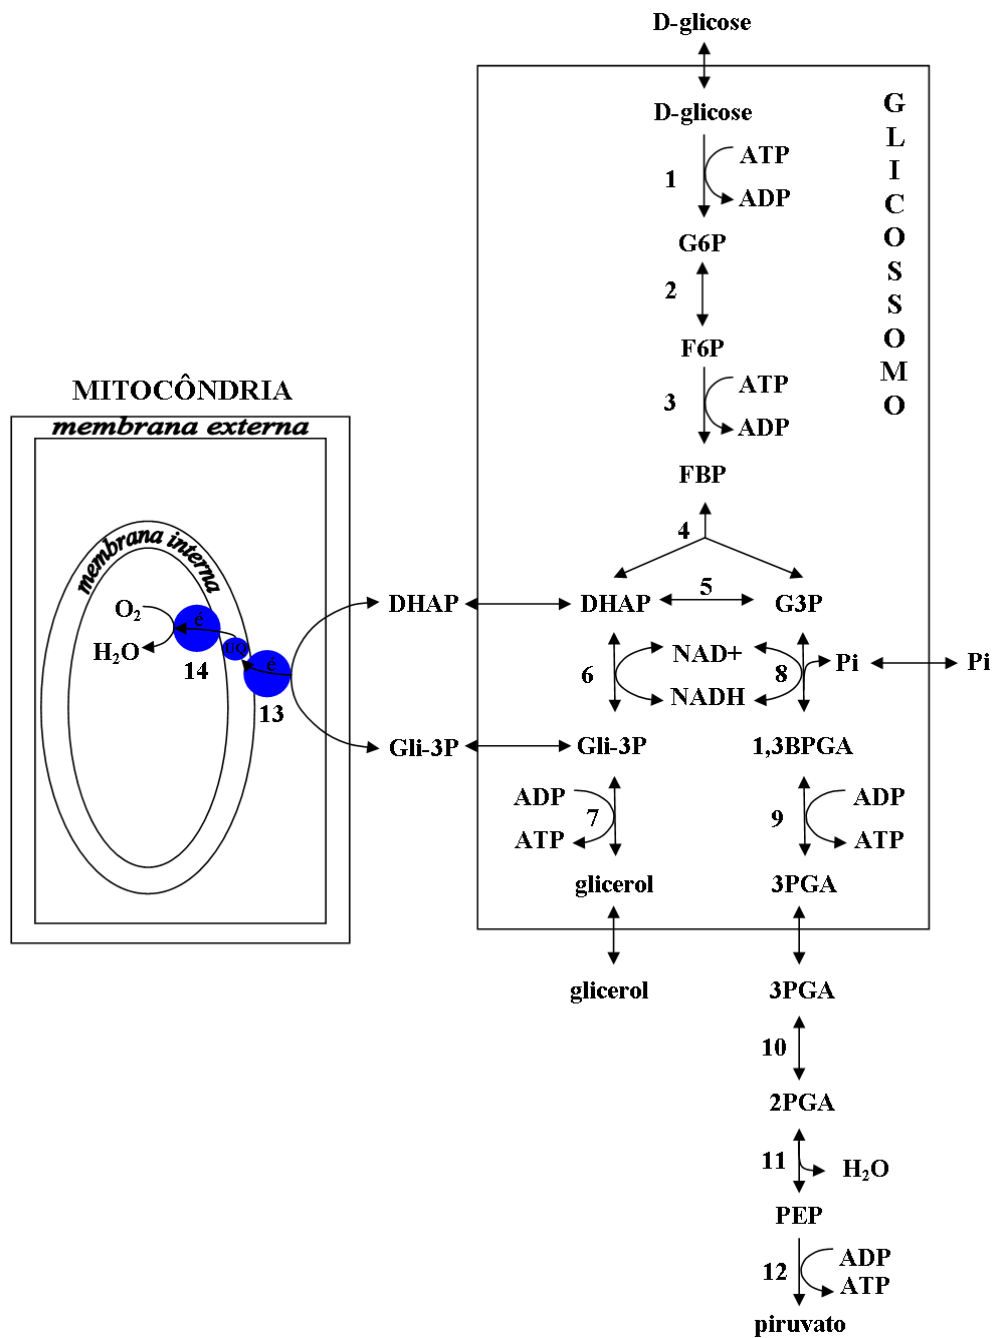 D-glicose
GLICOSSOMO
D-glicose
1
ATP
ADP
G6P
2
F6P
3
ATP
ADP
FBP
4
MITOCÔNDRIA
membrana externa
membrana interna
O₂
H₂O
é
UQ
é
14
13
DHAP
DHAP
5
G3P
6
NAD+
NADH
8
Pi
Pi
Gli-3P
Gli-3P
1,3BPGA
ADP
ATP
7
9
ADP
ATP
glicerol
3PGA
glicerol
3PGA
10
2PGA
11
H₂O
PEP
12
ADP
ATP
piruvato